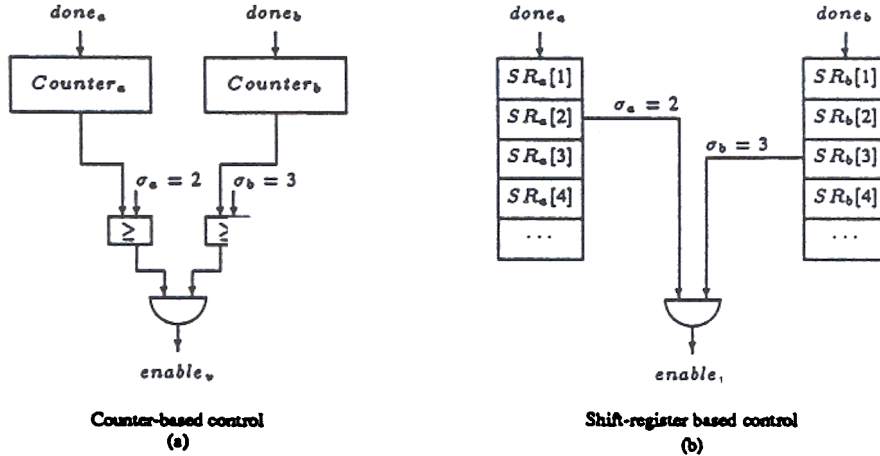 done_a
done_b
Counter_a
Counter_b
σ_a = 2
σ_b = 3
≥
≥
enable_v
Counter-based control
(a)
done_a
done_b
SR_a[1]
SR_a[2]
SR_a[3]
SR_a[4]
...
σ_a = 2
σ_b = 3
SR_b[1]
SR_b[2]
SR_b[3]
SR_b[4]
...
enable
Shift-register based control
(b)